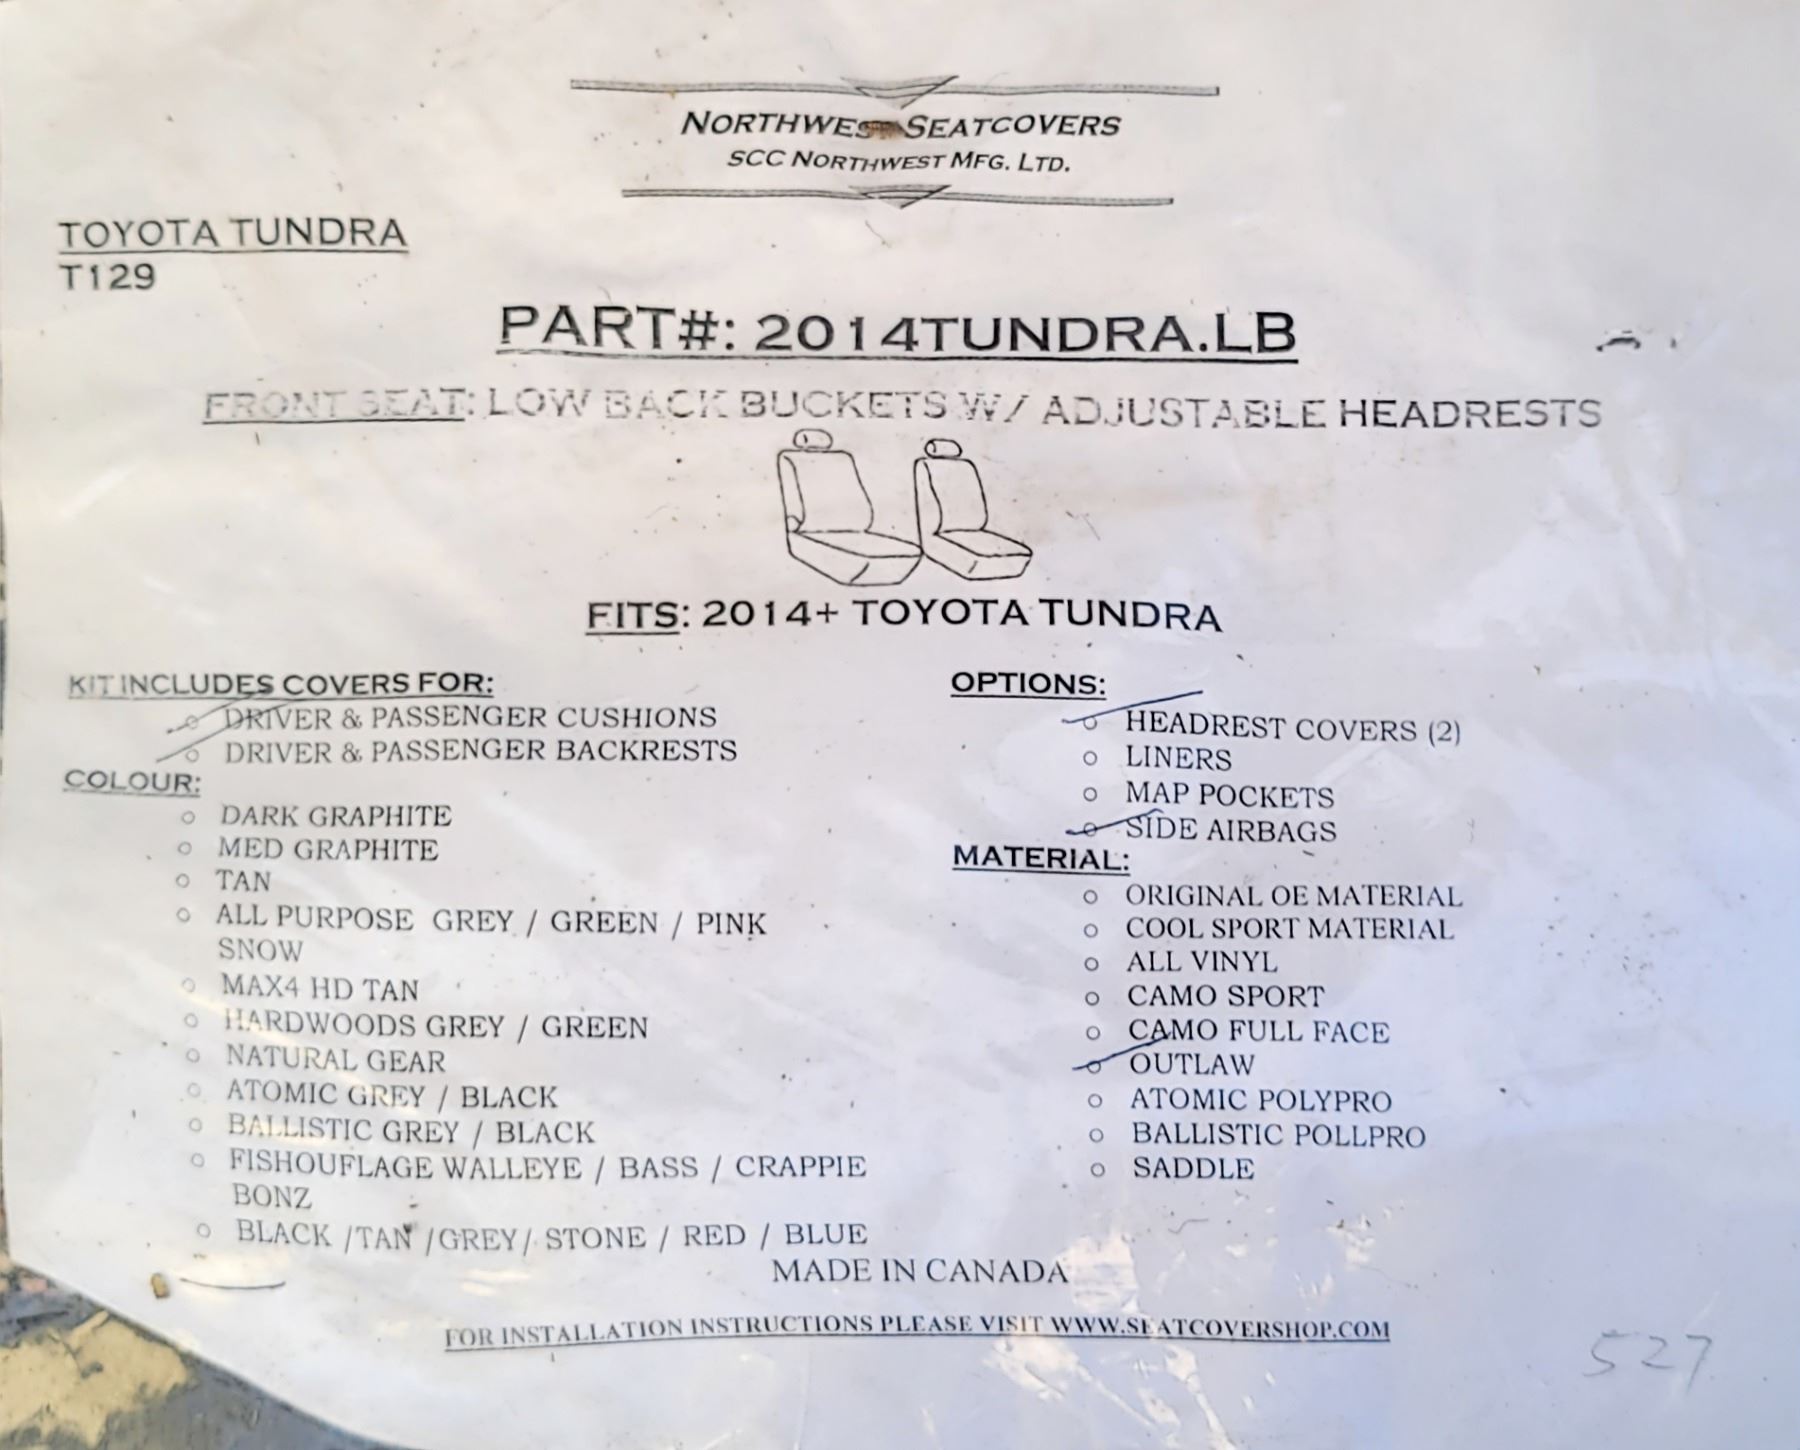 NORTHWEST SEATCOVERS
SCC NORTHWEST MFG. LTD.
TOYOTA TUNDRA
T129
PART#: 2014TUNDRA.LB
FRONT SEAT: LOW BACK BUCKETS W/ ADJUSTABLE HEADRESTS
FITS: 2014+ TOYOTA TUNDRA
KIT INCLUDES COVERS FOR:
DRIVER & PASSENGER CUSHIONS
DRIVER & PASSENGER BACKRESTS
COLOUR:
DARK GRAPHITE
MED GRAPHITE
TAN
ALL PURPOSE GREY / GREEN / PINK
SNOW
MAX4 HD TAN
HARDWOODS GREY / GREEN
NATURAL GEAR
ATOMIC GREY / BLACK
BALLISTIC GREY / BLACK
FISHOUFLAGE WALLEYE / BASS / CRAPPIE
BONZ
BLACK /TAN /GREY/ STONE / RED / BLUE
OPTIONS:
HEADREST COVERS (2)
LINERS
MAP POCKETS
SIDE AIRBAGS
MATERIAL:
ORIGINAL OE MATERIAL
COOL SPORT MATERIAL
ALL VINYL
CAMO SPORT
CAMO FULL FACE
OUTLAW
ATOMIC POLYPRO
BALLISTIC POLLPRO
SADDLE
MADE IN CANADA
FOR INSTALLATION INSTRUCTIONS PLEASE VISIT WWW.SEATCOVERSHOP.COM
527